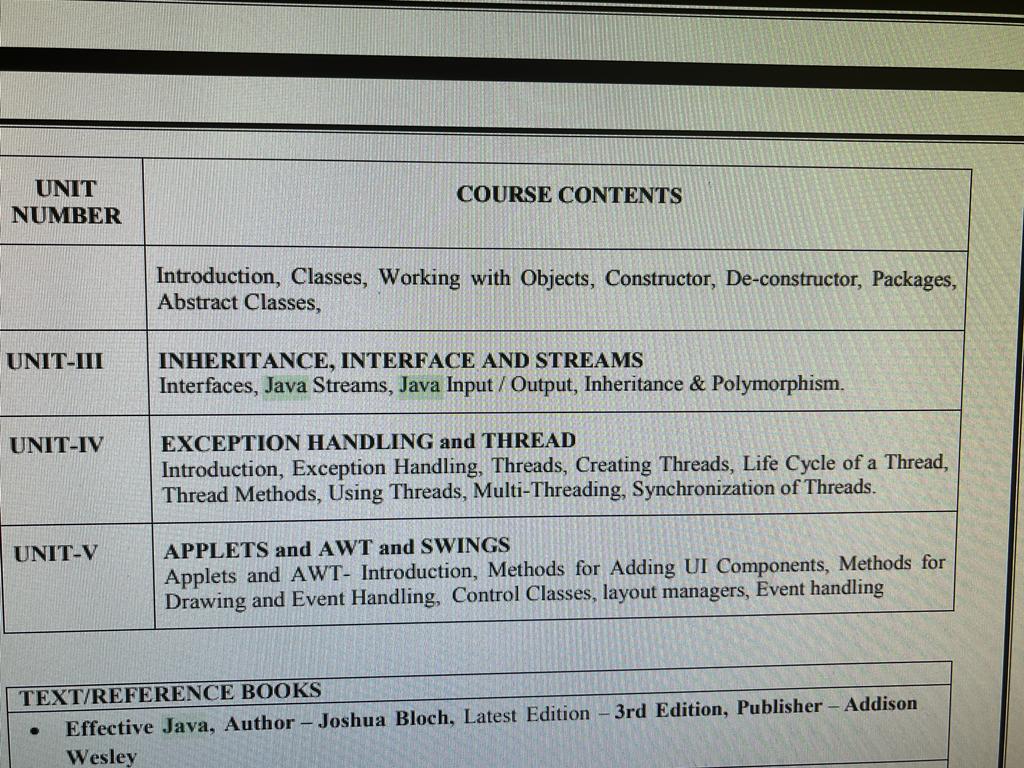 UNIT
NUMBER
COURSE CONTENTS
Introduction, Classes, Working with Objects, Constructor, De-constructor, Packages,
Abstract Classes,
UNIT-III
INHERITANCE, INTERFACE AND STREAMS
Interfaces, Java Streams, Java Input / Output, Inheritance & Polymorphism.
UNIT-IV
EXCEPTION HANDLING and THREAD
Introduction, Exception Handling, Threads, Creating Threads, Life Cycle of a Thread,
Thread Methods, Using Threads, Multi-Threading, Synchronization of Threads.
UNIT-V
APPLETS and AWT and SWINGS
Applets and AWT- Introduction, Methods for Adding UI Components, Methods for
Drawing and Event Handling, Control Classes, layout managers, Event handling
TEXT/REFERENCE BOOKS
• Effective Java, Author – Joshua Bloch, Latest Edition – 3rd Edition, Publisher – Addison
Wesley